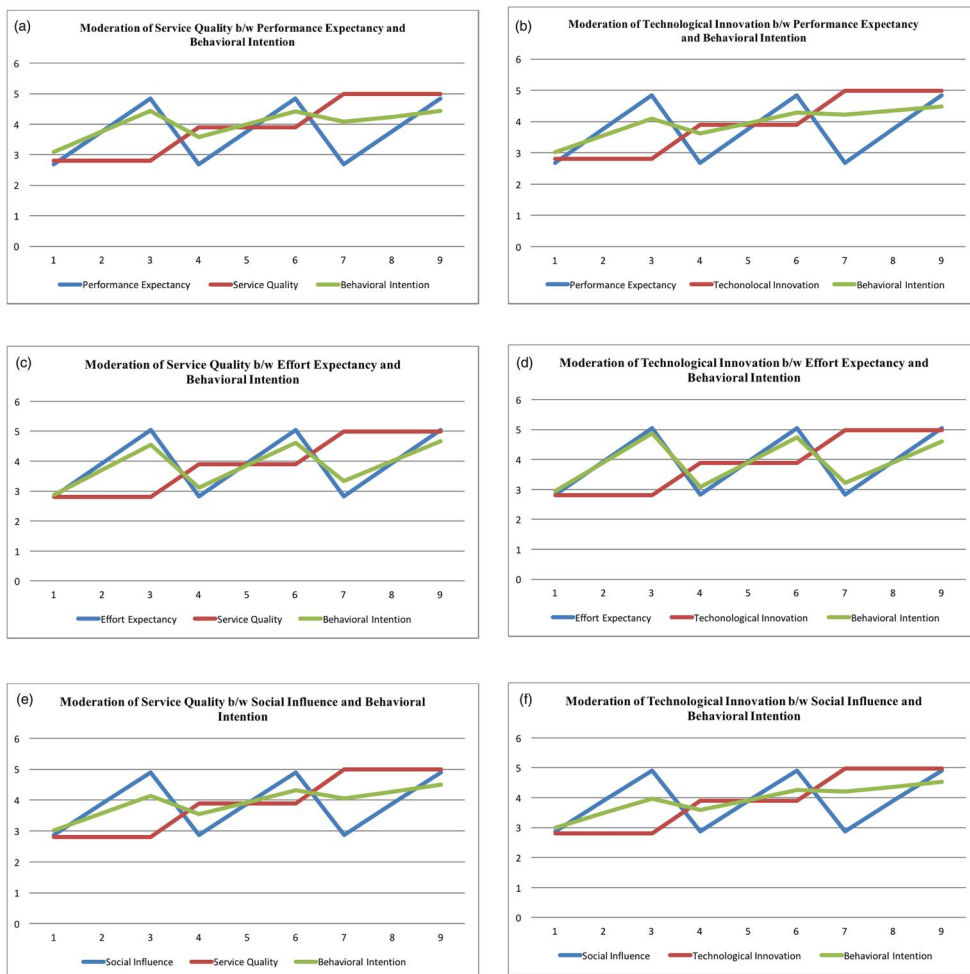 (a)
Moderation of Service Quality b/w Performance Expectancy and
Behavioral Intention
6
5
4
3
2
1
0
1 2 3 4 5 6 7 8 9
Performance Expectancy Service Quality Behavioral Intention
(b)
Moderation of Technological Innovation b/w Performance Expectancy
and Behavioral Intention
6
5
4
3
2
1
0
1 2 3 4 5 6 7 8 9
Performance Expectancy Techonolocal Innovation Behavioral Intention
(c)
Moderation of Service Quality b/w Effort Expectancy and
Behavioral Intention
6
5
4
3
2
1
0
1 2 3 4 5 6 7 8 9
Effort Expectancy Service Quality Behavioral Intention
(d)
Moderation of Technological Innovation b/w Effort Expectancy and
Behavioral Intention
6
5
4
3
2
1
0
1 2 3 4 5 6 7 8 9
Effort Expectancy Techonological Innovation Behavioral Intention
(e)
Moderation of Service Quality b/w Social Influence and Behavioral
Intention
6
5
4
3
2
1
0
1 2 3 4 5 6 7 8 9
Social Influence Service Quality Behavioral Intention
(f)
Moderation of Technological Innovation b/w Social Influence and
Behavioral Intention
6
5
4
3
2
1
0
1 2 3 4 5 6 7 8 9
Social Influence Technological Innovation Behavioral Intention